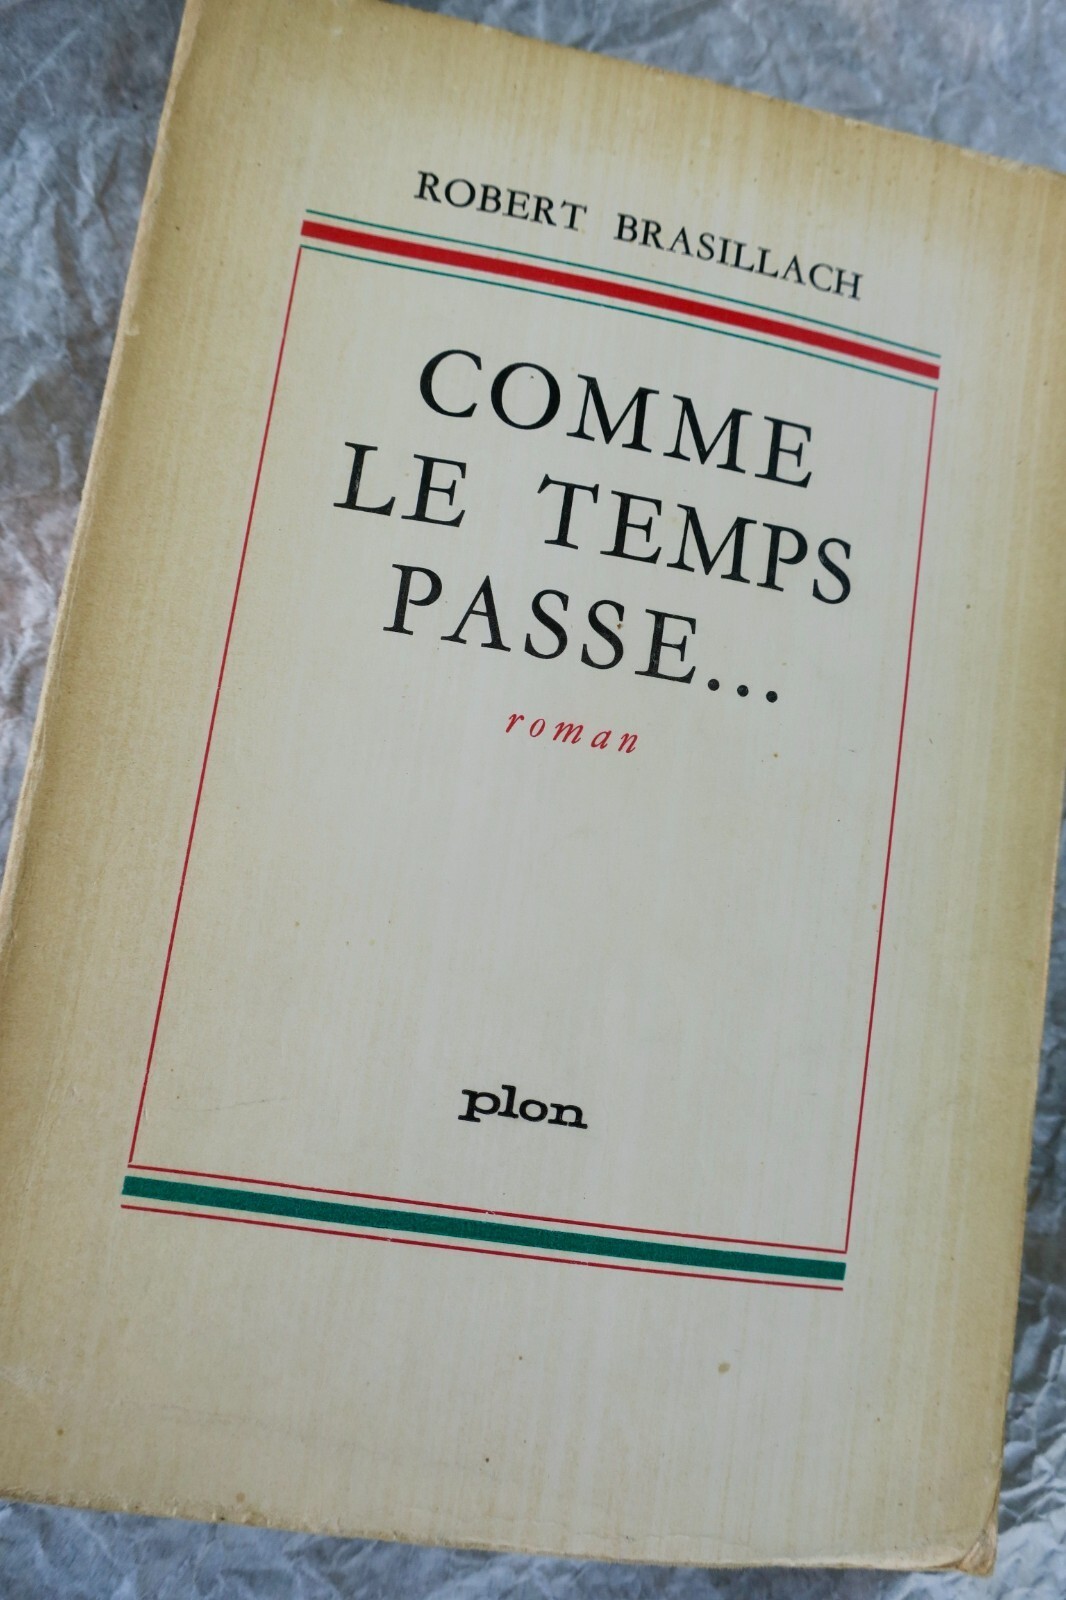 ROBERT BRASILLACH
COMME
LE TEMPS
PASSE...
roman
plon